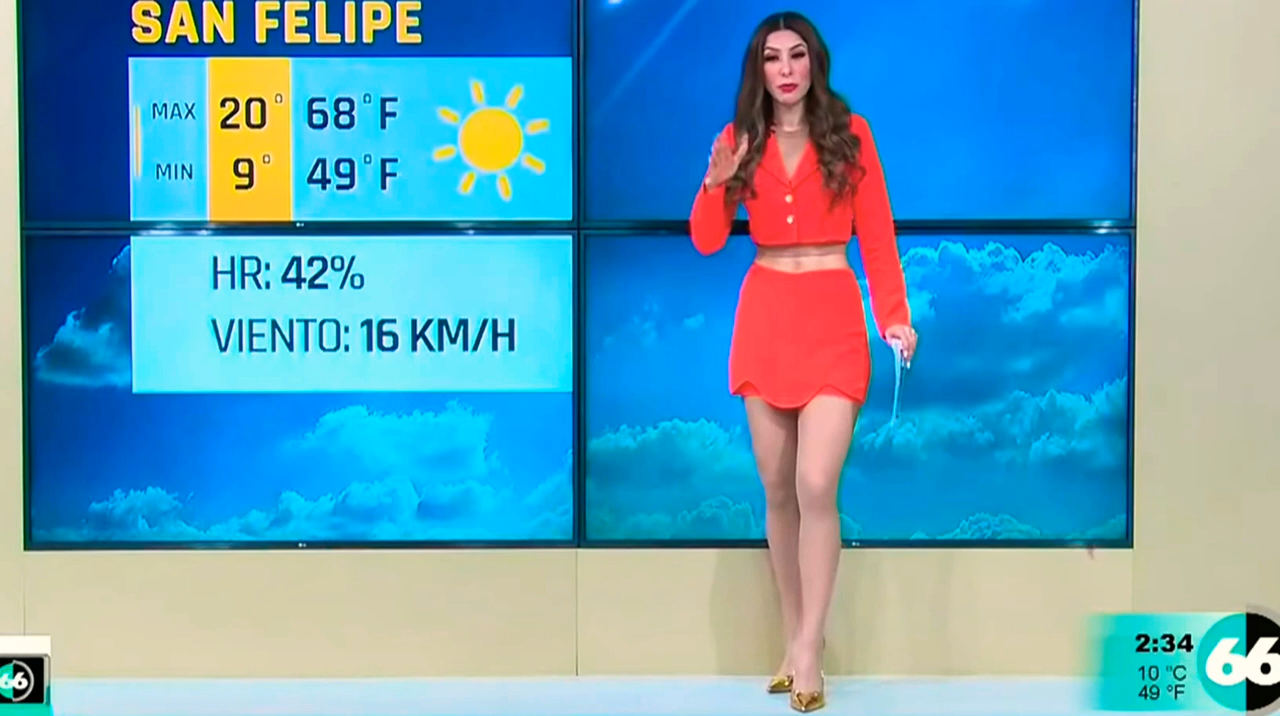 SAN FELIPE
MAX 20° 68°F
MIN 9° 49°F
HR: 42%
VIENTO: 16 KM/H
66
2:34
10 °C
49 °F
66